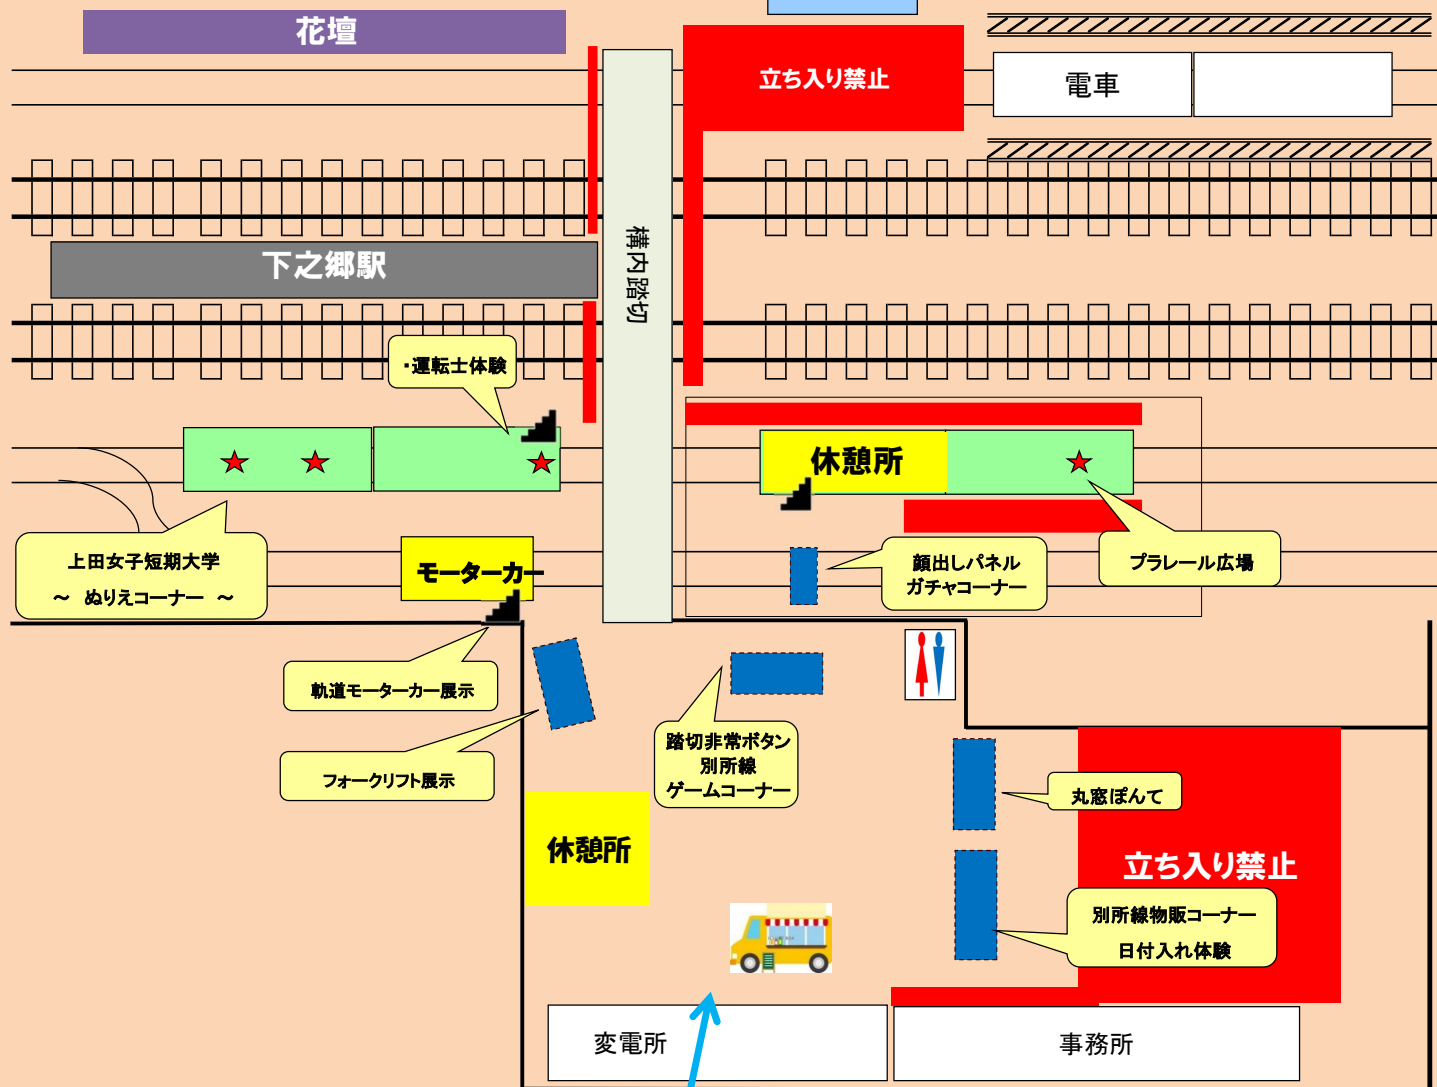 花壇
立ち入り禁止
電車
構内踏切
下之郷駅
・運転士体験
休憩所
上田女子短期大学
～ ぬりえコーナー ～
モーターカー
顔出しパネル
ガチャコーナー
プラレール広場
軌道モーターカー展示
フォークリフト展示
踏切非常ボタン
別所線
ゲームコーナー
丸窓ぽんて
休憩所
立ち入り禁止
別所線物販コーナー
日付入れ体験
変電所
事務所